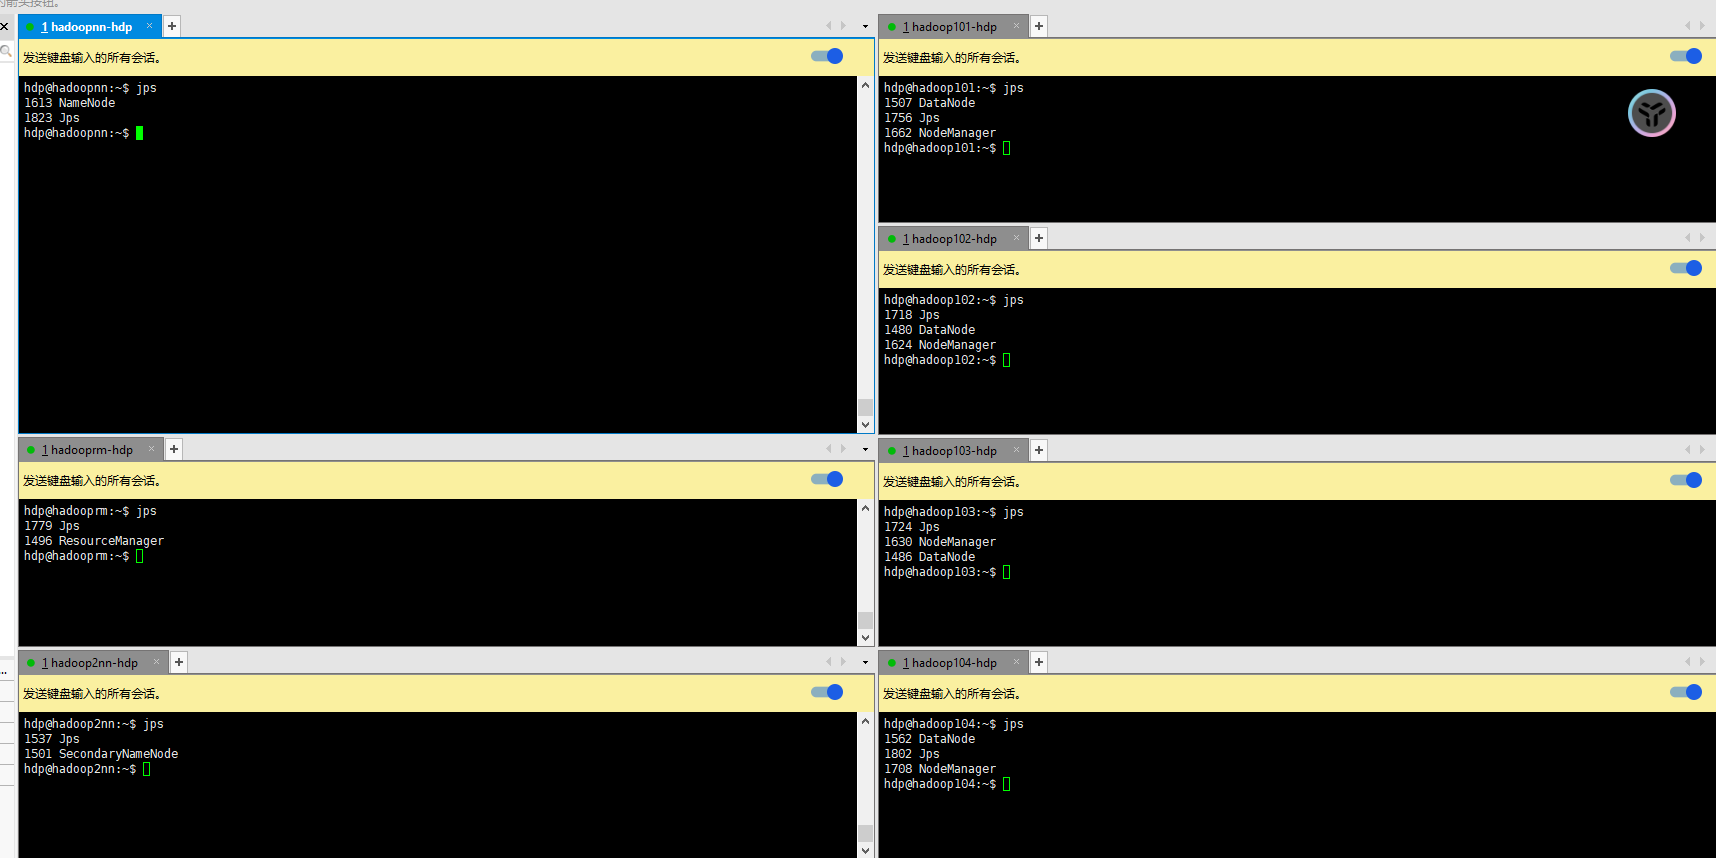 的前头按钮。
1 hadoopnn-hdp
发送键盘输入的所有会话。
hdp@hadoopnn:~$ jps
1613 NameNode
1823 Jps
hdp@hadoopnn:~$
1 hadooprm-hdp
发送键盘输入的所有会话。
hdp@hadooprm:~$ jps
1779 Jps
1496 ResourceManager
hdp@hadooprm:~$
1 hadoop2nn-hdp
发送键盘输入的所有会话。
hdp@hadoop2nn:~$ jps
1537 Jps
1501 SecondaryNameNode
hdp@hadoop2nn:~$
1 hadoop101-hdp
发送键盘输入的所有会话。
hdp@hadoop101:~$ jps
1507 DataNode
1756 Jps
1662 NodeManager
hdp@hadoop101:~$
1 hadoop102-hdp
发送键盘输入的所有会话。
hdp@hadoop102:~$ jps
1718 Jps
1480 DataNode
1624 NodeManager
hdp@hadoop102:~$
1 hadoop103-hdp
发送键盘输入的所有会话。
hdp@hadoop103:~$ jps
1724 Jps
1630 NodeManager
1486 DataNode
hdp@hadoop103:~$
1 hadoop104-hdp
发送键盘输入的所有会话。
hdp@hadoop104:~$ jps
1562 DataNode
1802 Jps
1708 NodeManager
hdp@hadoop104:~$